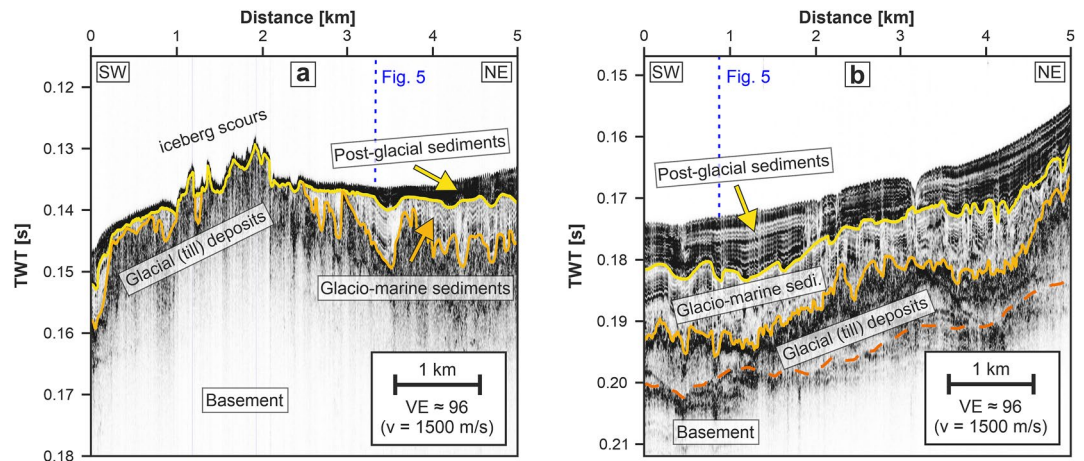 Distance [km]
0 1 2 3 4 5
SW
a
NE
Fig. 5
TWT [s]
0.12
0.13
0.14
0.15
0.16
0.17
0.18
iceberg scours
Post-glacial sediments
Glacial (till) deposits
Glacio-marine sediments
Basement
1 km
VE ≈ 96
(v = 1500 m/s)
Distance [km]
0 1 2 3 4 5
SW
b
NE
Fig. 5
TWT [s]
0.15
0.16
0.17
0.18
0.19
0.20
0.21
Post-glacial sediments
Glacio-marine sedi.
Glacial (till) deposits
Basement
1 km
VE ≈ 96
(v = 1500 m/s)